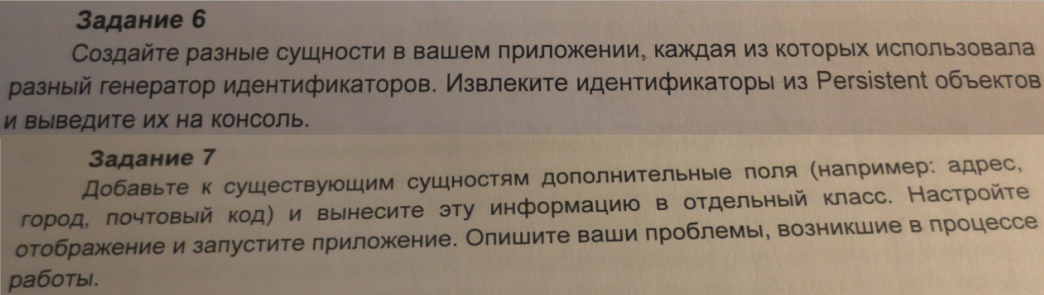 Задание 6
Создайте разные сущности в вашем приложении, каждая из которых использовала
разный генератор идентификаторов. Извлеките идентификаторы из Persistent объектов
и выведите их на консоль.
Задание 7
Добавьте к существующим сущностям дополнительные поля (например: адрес,
город, почтовый код) и вынесите эту информацию в отдельный класс. Настройте
отображение и запустите приложение. Опишите ваши проблемы, возникшие в процессе
работы.